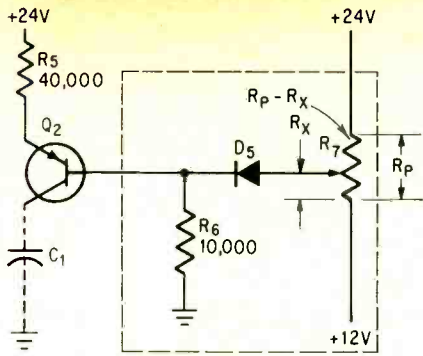 +24V
+24V
R5
40,000
RP - RX
RX
Q2
R7
D5
RP
R6
10,000
C1
+12V